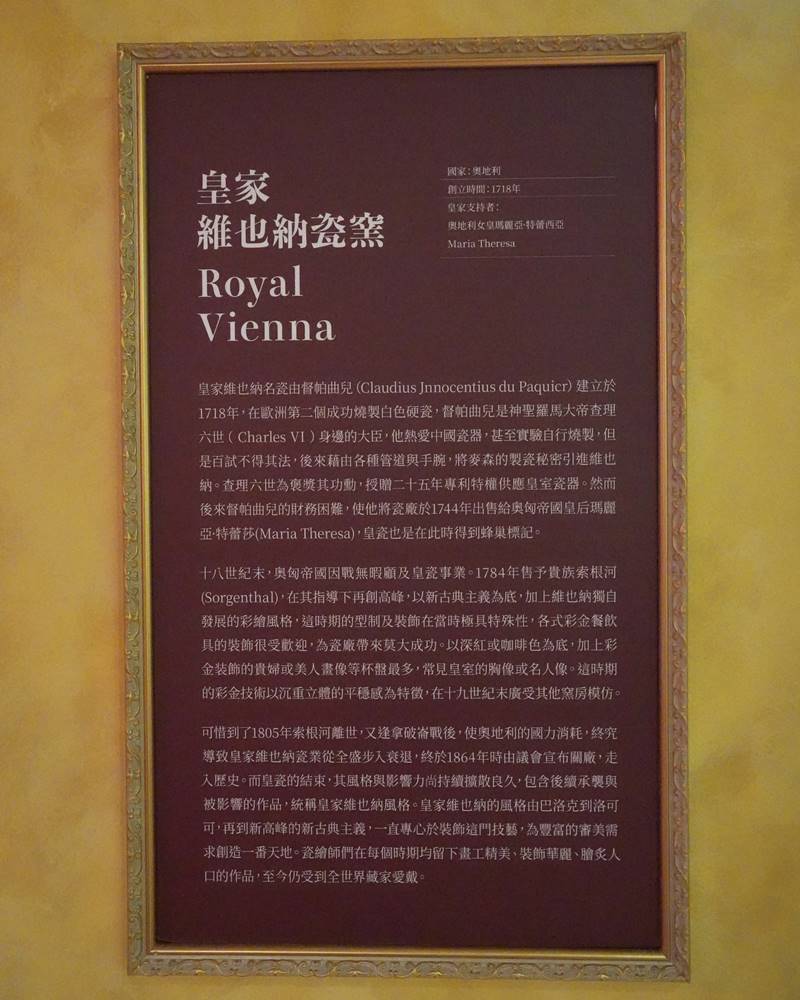 皇家
維也納瓷窯
Royal
Vienna
國家：奧地利
創立時間：1718年
皇家支持者：
奧地利女皇瑪麗亞·特蕾西亞
Maria Theresa
皇家維也納名瓷由督帕曲兒（Claudius Jnnocentius du Paquicr）建立於
1718年，在歐洲第二個成功燒製白色硬瓷，督帕曲兒是神聖羅馬大帝查理
六世（Charles VI）身邊的大臣，他熱愛中國瓷器，甚至實驗自行燒製，但
是百試不得其法，後來藉由各種管道與手腕，將麥森的製瓷秘密引進維也
納。查理六世為褒獎其功勳，授贈二十五年專利特權供應皇室瓷器。然而
後來督帕曲兒的財務困難，使他將瓷廠於1744年出售給奧匈帝國皇后瑪麗
亞·特蕾莎(Maria Theresa)，皇瓷也是在此時得到蜂巢標記。
十八世紀末，奧匈帝國因戰無暇顧及皇瓷事業。1784年售予貴族索根河
(Sorgenthal)，在其指導下再創高峰，以新古典主義為底，加上維也納獨自
發展的彩繪風格，這時期的型制及裝飾在當時極具特殊性，各式彩金餐飲
具的裝飾很受歡迎，為瓷廠帶來莫大成功。以深紅或咖啡色為底，加上彩
金裝飾的貴婦或美人畫像等杯盤最多，常見皇室的胸像或名人像。這時期
的彩金技術以沉重立體的平穩感為特徵，在十九世紀末廣受其他窯房模仿。
可惜到了1805年索根河離世，又逢拿破崙戰後，使奧地利的國力消耗，終究
導致皇家維也納瓷業從全盛步入衰退，終於1864年時由議會宣布關廠，走
入歷史。而皇瓷的結束，其風格與影響力尚持續擴散良久，包含後續承襲與
被影響的作品，統稱皇家維也納風格。皇家維也納的風格由巴洛克到洛可
可，再到新高峰的新古典主義，一直專心於裝飾這門技藝，為豐富的審美需
求創造一番天地。瓷繪師們在每個時期均留下畫工精美、裝飾華麗、膾炙人
口的作品，至今仍受到全世界藏家愛戴。